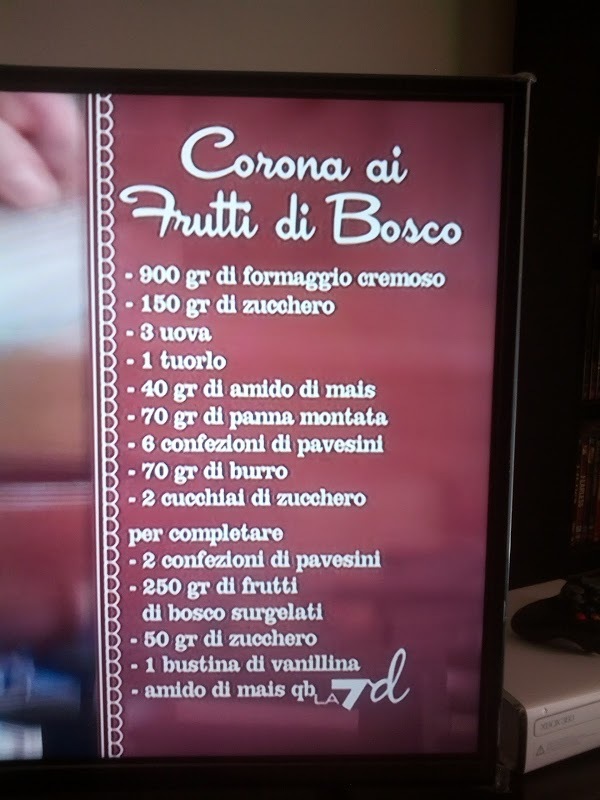 Corona ai
Frutti di Bosco
- 900 gr di formaggio cremoso
- 150 gr di zucchero
- 3 uova
- 1 tuorlo
- 40 gr di amido di mais
- 70 gr di panna montata
- 6 confezioni di pavesini
- 70 gr di burro
- 2 cucchiai di zucchero
per completare
- 2 confezioni di pavesini
- 250 gr di frutti
di bosco surgelati
- 50 gr di zucchero
- 1 bustina di vanillina
- amido di mais qb
LA7d
XBOX 360